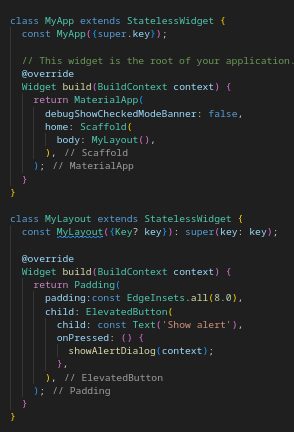 class MyApp extends StatelessWidget {
  const MyApp({super.key});

  // This widget is the root of your application.
  @override
  Widget build(BuildContext context) {
    return MaterialApp(
      debugShowCheckedModeBanner: false,
      home: Scaffold(
        body: MyLayout(),
      ), // Scaffold
    ); // MaterialApp
  }
}

class MyLayout extends StatelessWidget {
  const MyLayout({Key? key}): super(key: key);

  @override
  Widget build(BuildContext context) {
    return Padding(
      padding:const EdgeInsets.all(8.0),
      child: ElevatedButton(
        child: const Text('Show alert'),
        onPressed: () {
          showAlertDialog(context);
        },
      ), // ElevatedButton
    ); // Padding
  }
}